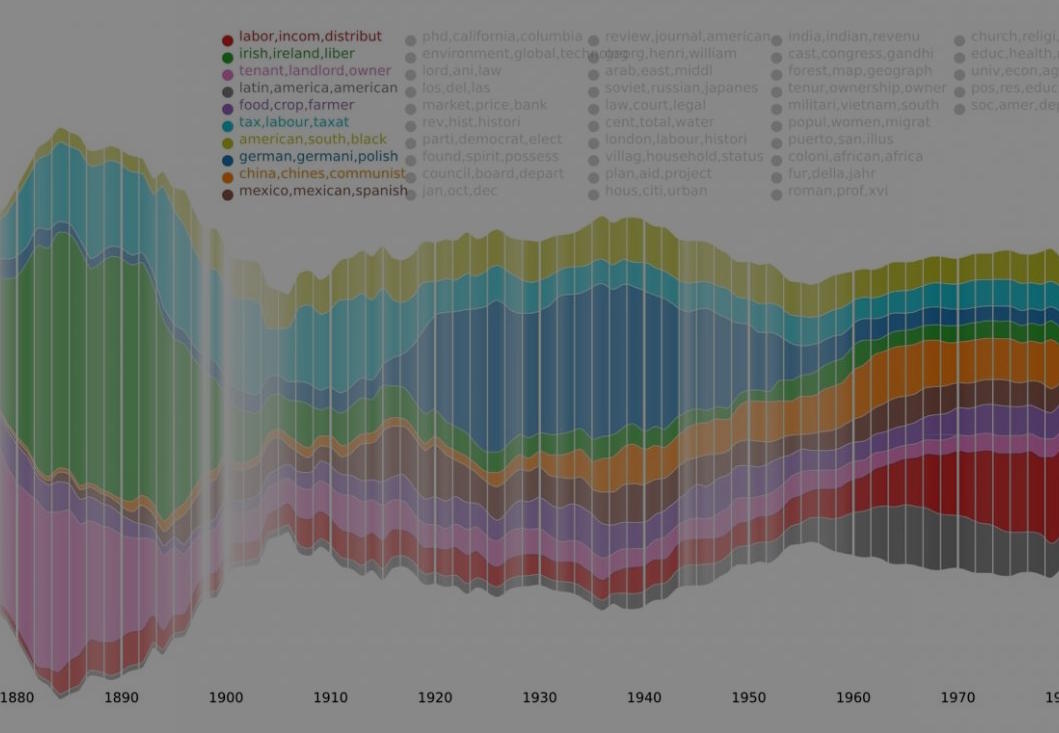 labor,incom,distribut
irish,ireland,liber
tenant,landlord,owner
latin,america,american
food,crop,farmer
tax,labour,taxat
american,south,black
german,germani,polish
china,chines,communist
mexico,mexican,spanish
phd,california,columbia
environment,global,
lord,ani,law
los,del,las
market,price,bank
rev,hist,histori
parti,democrat,elect
found,spirit,possess
council,board,depart
jan,oct,dec
review,journal,american
georg,henri,william
arab,east,middl
soviet,russian,japanes
law,court,legal
cent,total,water
london,labour,histori
villag,household,status
plan,aid,project
hous,citi,urban
india,indian,revenu
cast,congress,gandhi
forest,map,geograph
tenur,ownership,owner
militari,vietnam,south
popul,women,migrat
puerto,san,illus
coloni,african,africa
fur,della,jahr
roman,prof,xvi
church,religi
educ,health,
univ,econ,ag
pos,res,educ
soc,amer,de
1880 1890 1900 1910 1920 1930 1940 1950 1960 1970 19